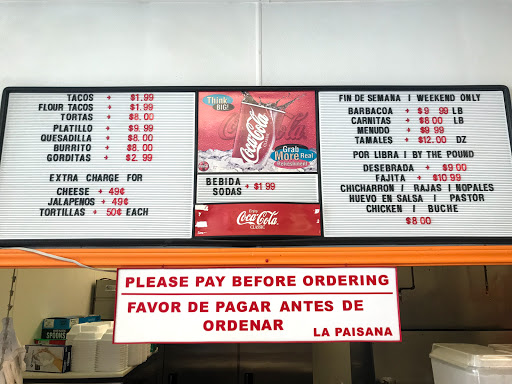 TACOS + $1.99
FLOUR TACOS + $1.99
TORTAS + $8.00
PLATILLO + $9.99
QUESADILLA + $8.00
BURRITO + $8.00
GORDITAS + $2.99
EXTRA CHARGE FOR
CHEESE + 49¢
JALAPENOS + 49¢
TORTILLAS + 50¢ EACH
Think BIG!
Coca-Cola
Grab
More Real
Refreshment
BEBIDA
SODAS + $1.99
Coca-Cola
CLASSIC
FIN DE SEMANA | WEEKEND ONLY
BARBACOA + $9 99 LB
CARNITAS + $8.00 LB
MENUDO + $9 99
TAMALES + $12.00 DZ
POR LIBRA | BY THE POUND
DESEBRADA + $9.00
FAJITA + $10.99
CHICHARRON | RAJAS | NOPALES
HUEVO EN SALSA | PASTOR
CHICKEN | BUCHE
$8.00
PLEASE PAY BEFORE ORDERING
FAVOR DE PAGAR ANTES DE
ORDENAR
LA PAISANA
SPOONS